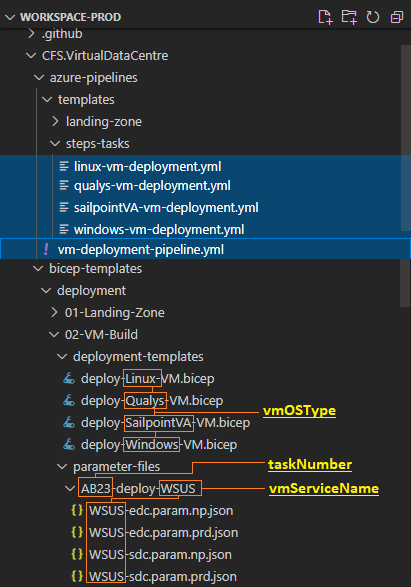 WORKSPACE-PROD
.github
CFS.VirtualDataCentre
azure-pipelines
templates
landing-zone
steps-tasks
linux-vm-deployment.yml
qualys-vm-deployment.yml
sailpointVA-vm-deployment.yml
windows-vm-deployment.yml
! vm-deployment-pipeline.yml
bicep-templates
deployment
01-Landing-Zone
02-VM-Build
deployment-templates
deploy-Linux-VM.bicep
deploy-Qualys-VM.bicep
vmOSType
deploy-SailpointVA-VM.bicep
deploy-Windows-VM.bicep
parameter-files
taskNumber
AB23-deploy-WSUS
vmServiceName
{} WSUS-edc.param.np.json
{} WSUS-edc.param.prd.json
{} WSUS-sdc.param.np.json
{} WSUS-sdc.param.prd.json